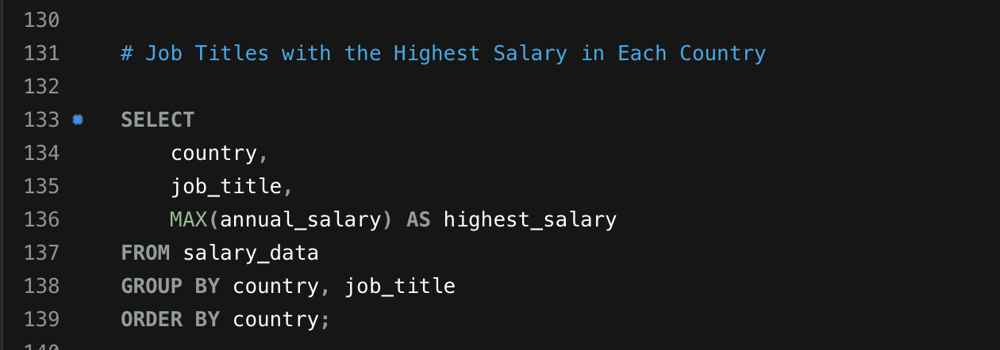 130
131 # Job Titles with the Highest Salary in Each Country
132
133 SELECT
134 country,
135 job_title,
136 MAX(annual_salary) AS highest_salary
137 FROM salary_data
138 GROUP BY country, job_title
139 ORDER BY country;
140